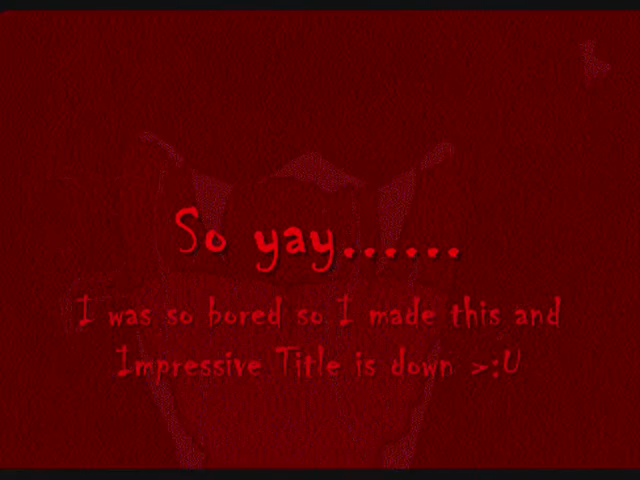 So yay......
I was so bored so I made this and
Impressive Title is down >:U